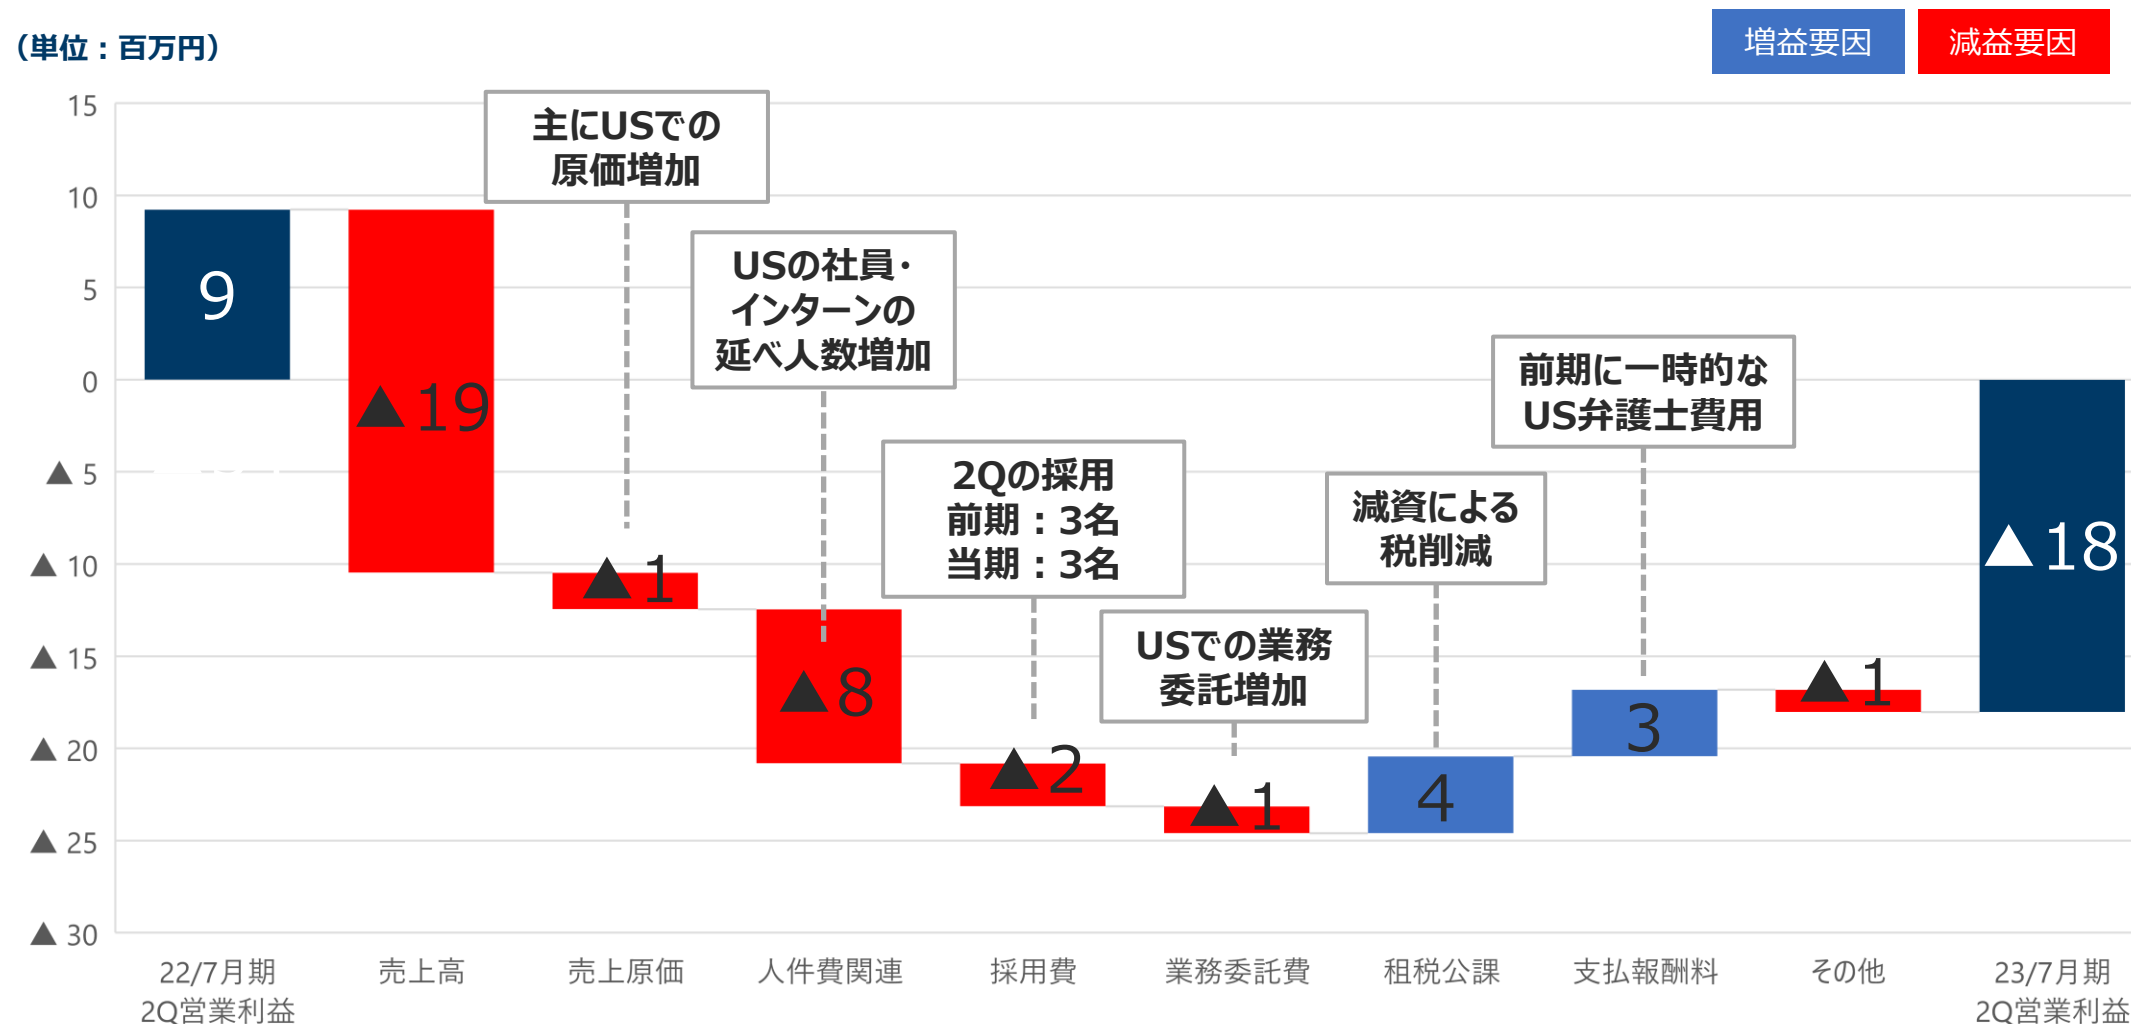 （単位：百万円）
増益要因
減益要因
15
10
5
0
▲ 5
▲ 10
▲ 15
▲ 20
▲ 25
▲ 30
主にUSでの
原価増加
USの社員・
インターンの
延べ人数増加
2Qの採用
前期：3名
当期：3名
USでの業務
委託増加
減資による
税削減
前期に一時的な
US弁護士費用
9
▲19
▲1
▲8
▲2
▲1
4
3
▲1
▲18
22/7月期
2Q営業利益
売上高
売上原価
人件費関連
採用費
業務委託費
租税公課
支払報酬料
その他
23/7月期
2Q営業利益